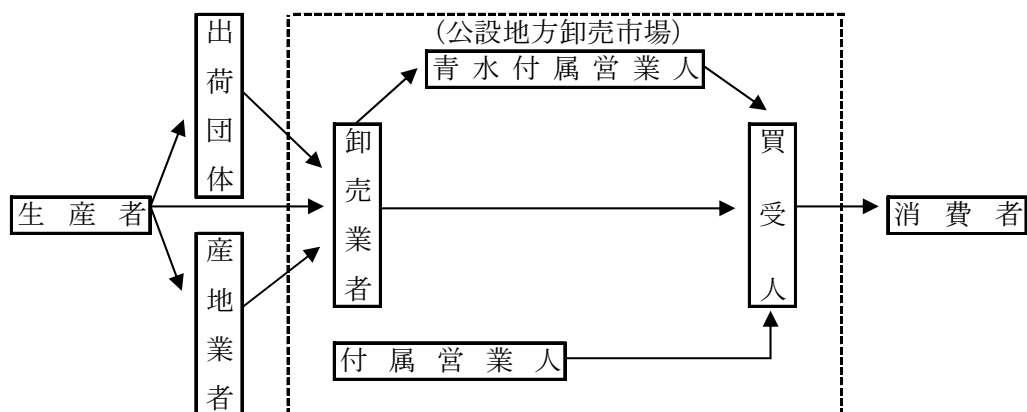 出荷団体
(公設地方卸売市場)
青水付属営業人
卸売業者
買受人
生産者
消費者
産地業者
付属営業人